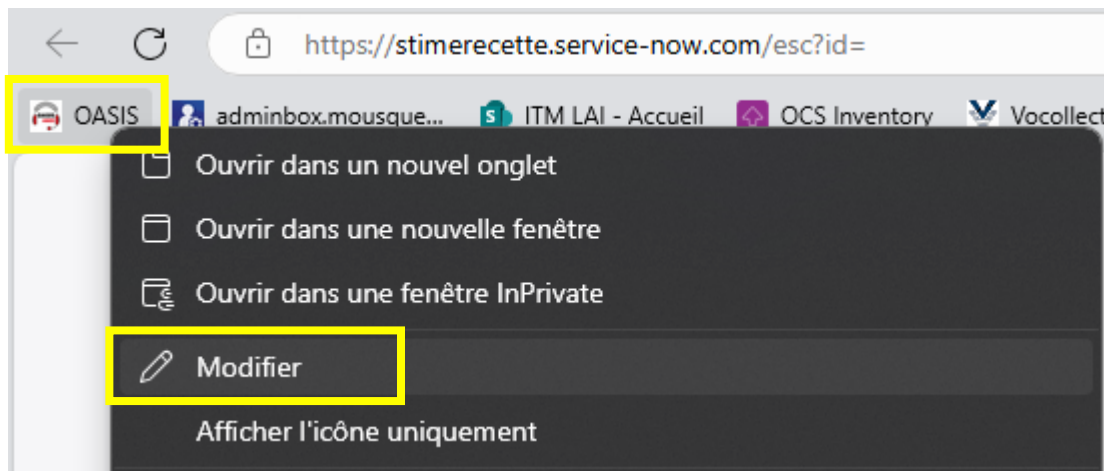 https://stimerecette.service-now.com/esc?id=
OASIS adminbox.mousque... ITM LAI - Accueil OCS Inventory Vocollect
Ouvrir dans un nouvel onglet
Ouvrir dans une nouvelle fenêtre
Ouvrir dans une fenêtre InPrivate
Modifier
Afficher l'icône uniquement